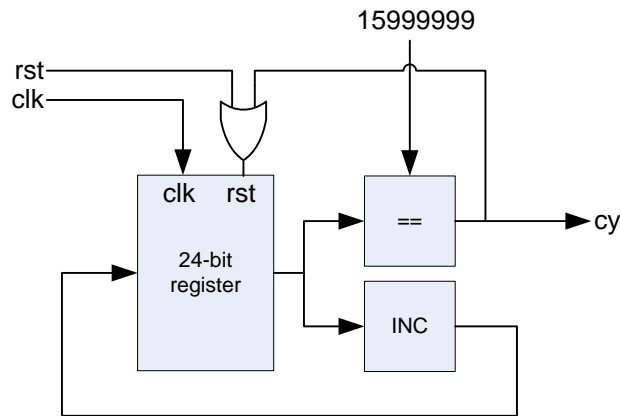 15999999
rst
clk
clk rst
24-bit
register
==
cy
INC